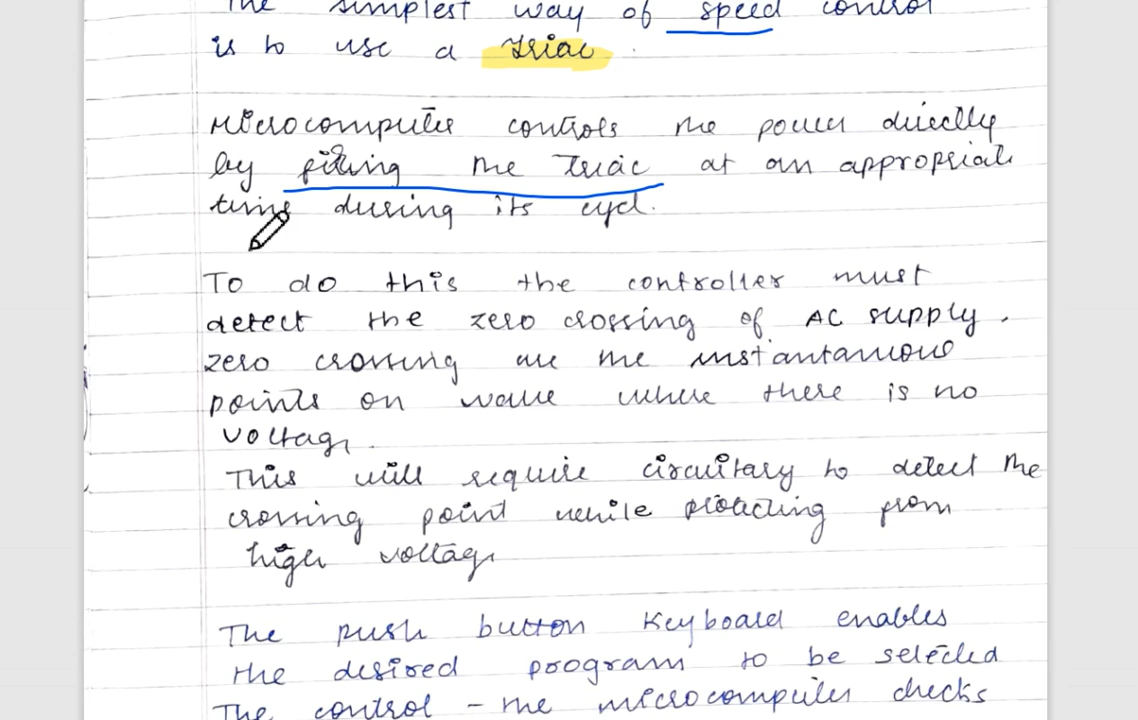 The simplest way of speed control
is to use a triac.
Microcomputer controls the power directly
by firing the triac at an appropriate
time during its cycl.
To do this the controller must
detect the zero crossing of AC supply.
zero crossing are the instantaneous
points on wave where there is no
voltage.
This will require circuitary to detect the
crossing point while protecting from
high voltage
The push button Keyboard enables
the desired program to be selected
The control - the microcomputer checks